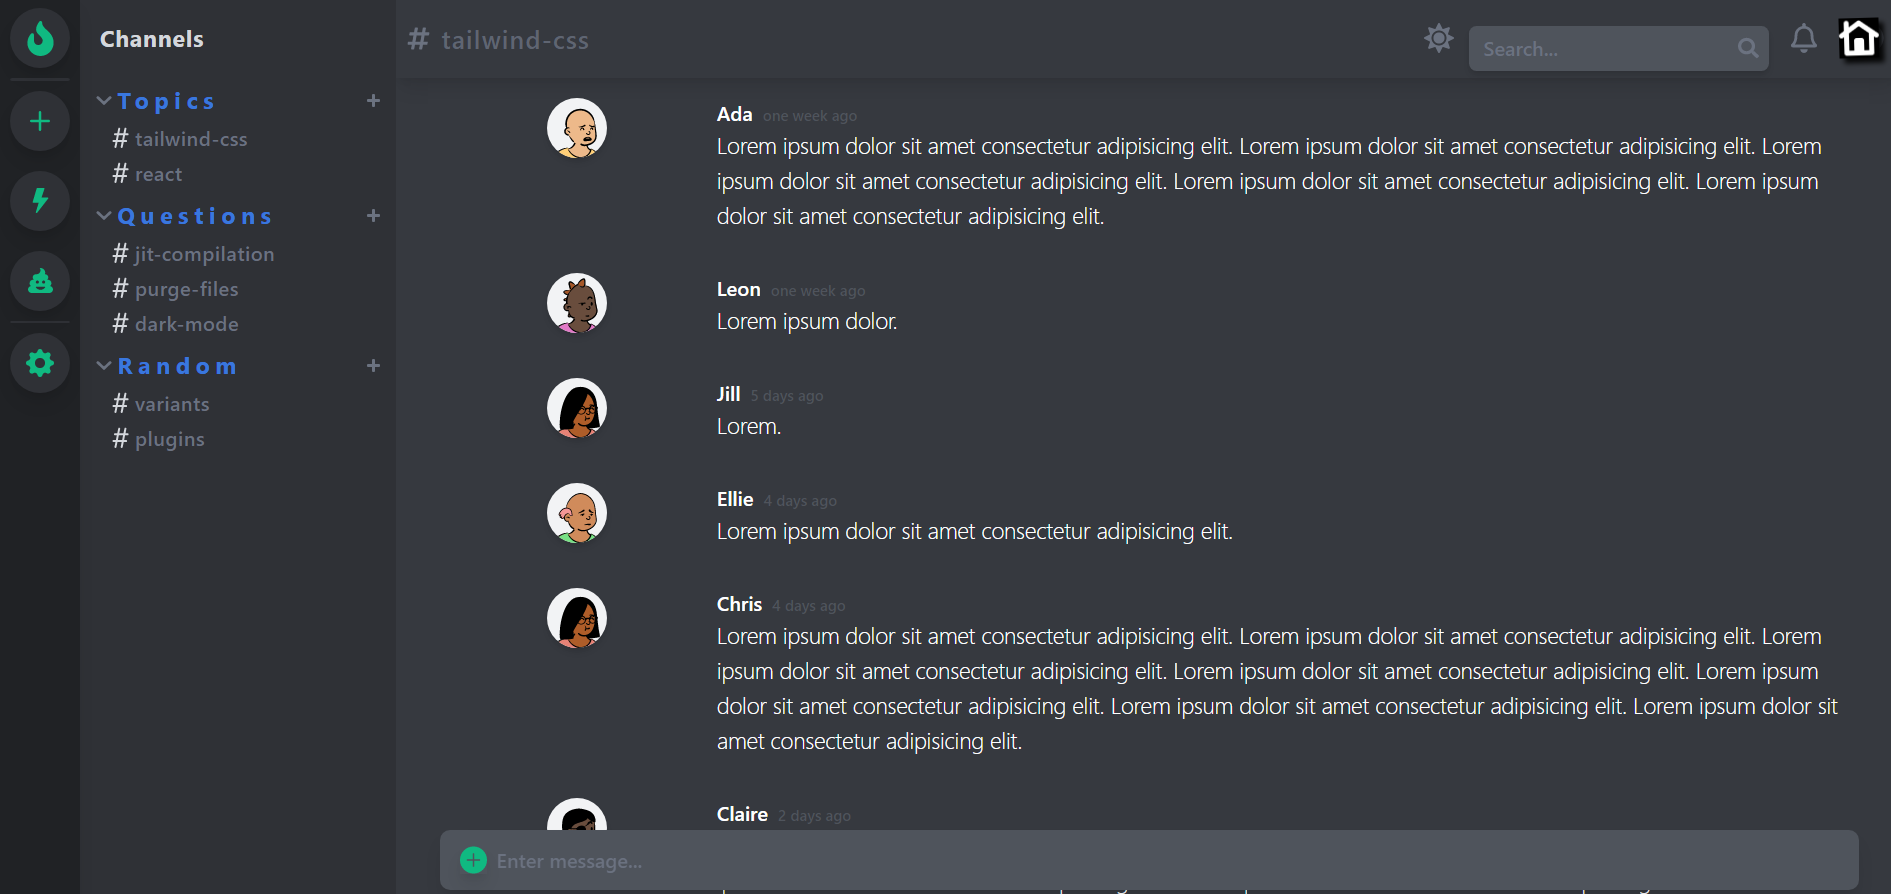 Channels
Topics
# tailwind-css
# react
Questions
# jit-compilation
# purge-files
# dark-mode
Random
# variants
# plugins
# tailwind-css
Search...
Ada one week ago
Lorem ipsum dolor sit amet consectetur adipisicing elit. Lorem ipsum dolor sit amet consectetur adipisicing elit. Lorem
ipsum dolor sit amet consectetur adipisicing elit. Lorem ipsum dolor sit amet consectetur adipisicing elit. Lorem ipsum
dolor sit amet consectetur adipisicing elit.
Leon one week ago
Lorem ipsum dolor.
Jill 5 days ago
Lorem.
Ellie 4 days ago
Lorem ipsum dolor sit amet consectetur adipisicing elit.
Chris 4 days ago
Lorem ipsum dolor sit amet consectetur adipisicing elit. Lorem ipsum dolor sit amet consectetur adipisicing elit. Lorem
ipsum dolor sit amet consectetur adipisicing elit. Lorem ipsum dolor sit amet consectetur adipisicing elit. Lorem ipsum
dolor sit amet consectetur adipisicing elit. Lorem ipsum dolor sit amet consectetur adipisicing elit. Lorem ipsum dolor sit
amet consectetur adipisicing elit.
Claire 2 days ago
Enter message...